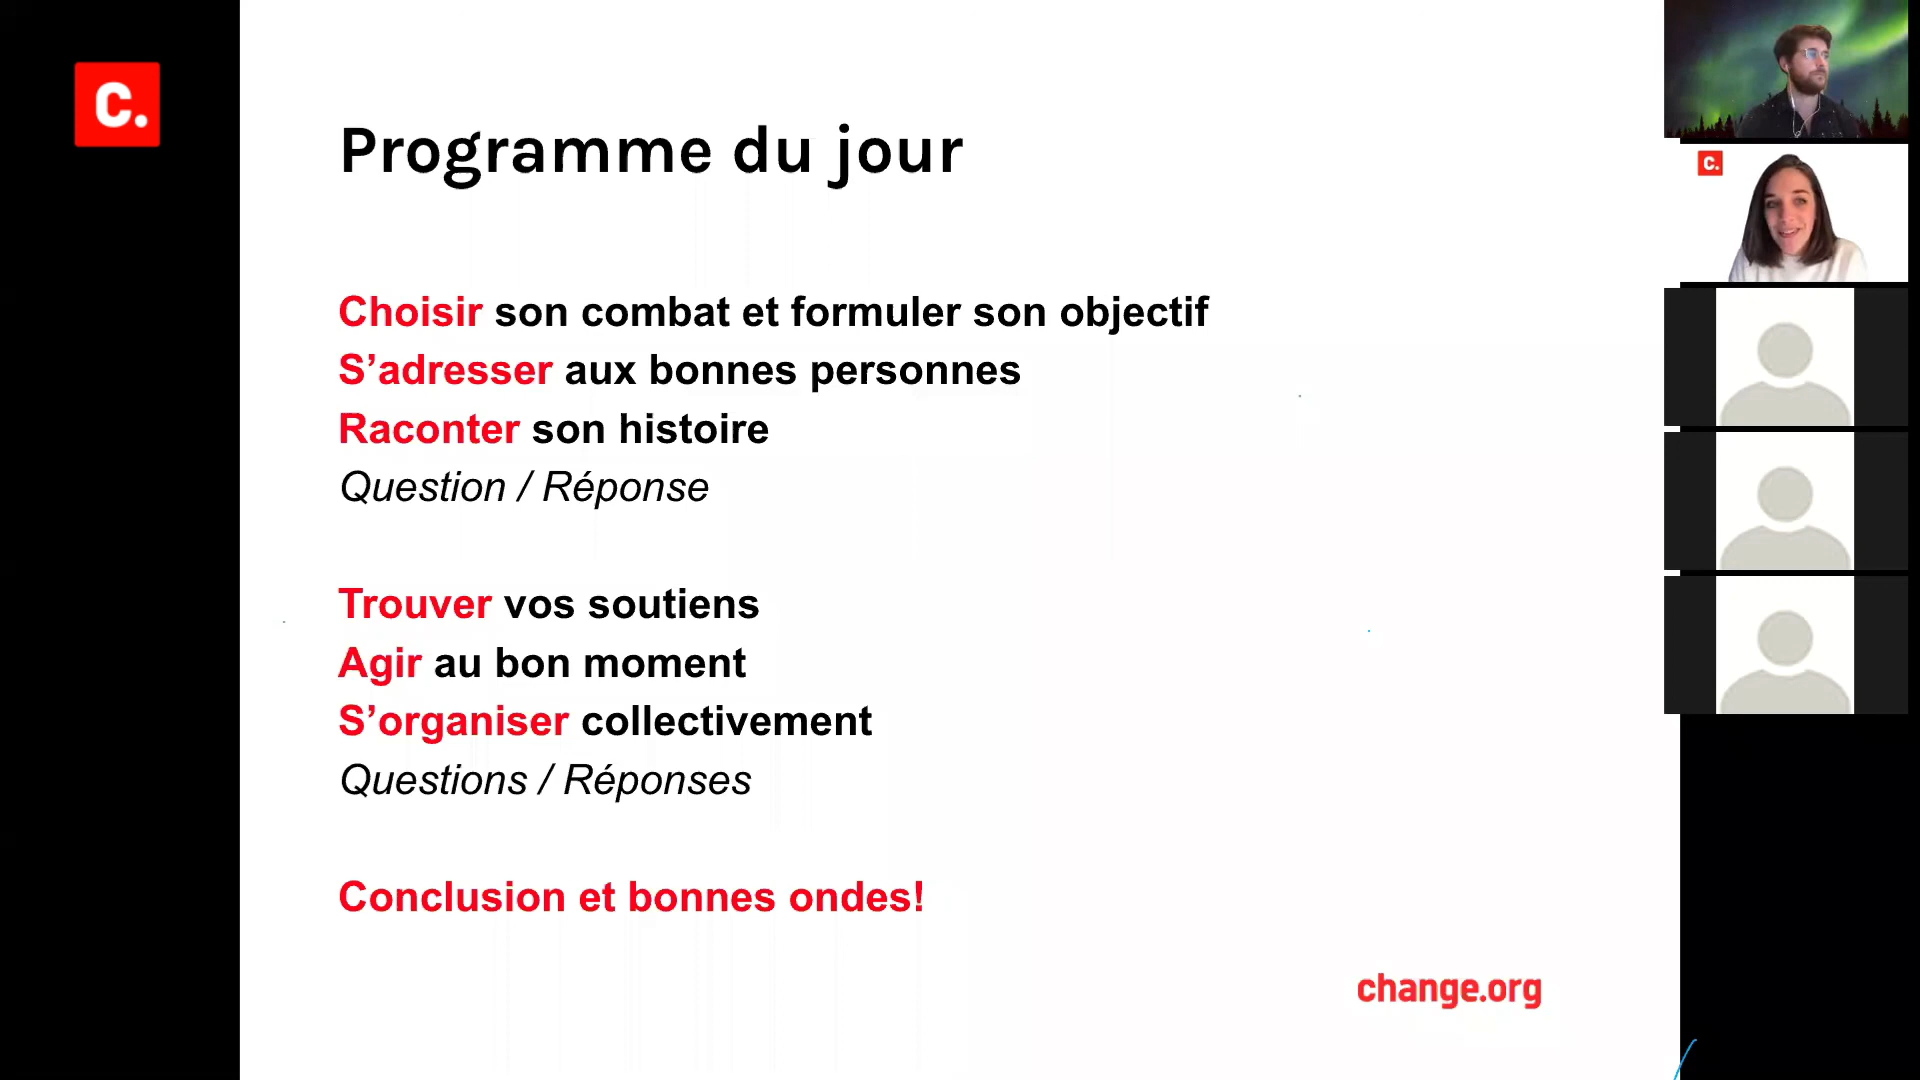 C.
Programme du jour
Choisir son combat et formuler son objectif
S’adresser aux bonnes personnes
Raconter son histoire
Question / Réponse
Trouver vos soutiens
Agir au bon moment
S’organiser collectivement
Questions / Réponses
Conclusion et bonnes ondes!
change.org
C.